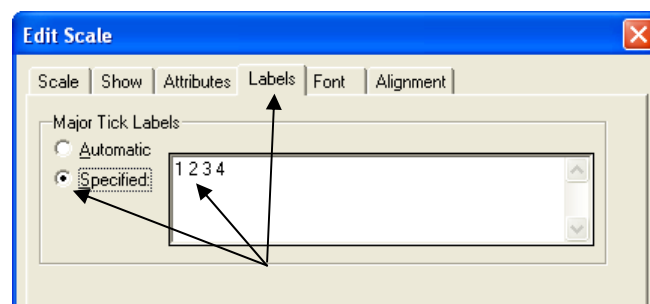 Edit Scale
Scale Show Attributes Labels Font Alignment
Major Tick Labels
Automatic
Specified:
1 2 3 4